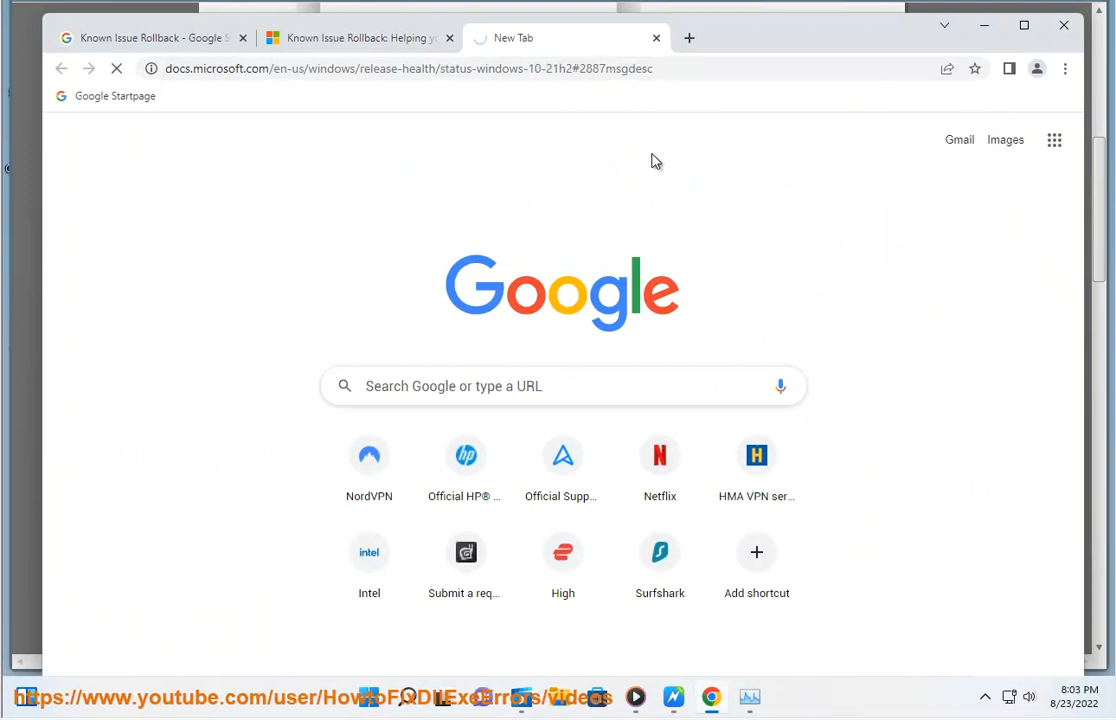 Known Issue Rollback - Google S
Known Issue Rollback: Helping yo
New Tab
docs.microsoft.com/en-us/windows/release-health/status-windows-10-21h2#2887msgdesc
Google Startpage
Gmail
Images
Google
Search Google or type a URL
NordVPN
hp
Official HP® ...
Official Supp...
N
Netflix
H
HMA VPN ser...
intel
Intel
Submit a req...
High
Surfshark
Add shortcut
https://www.youtube.com/user/HowtoFixDllExeErrors/videos
8:03 PM
8/23/2022